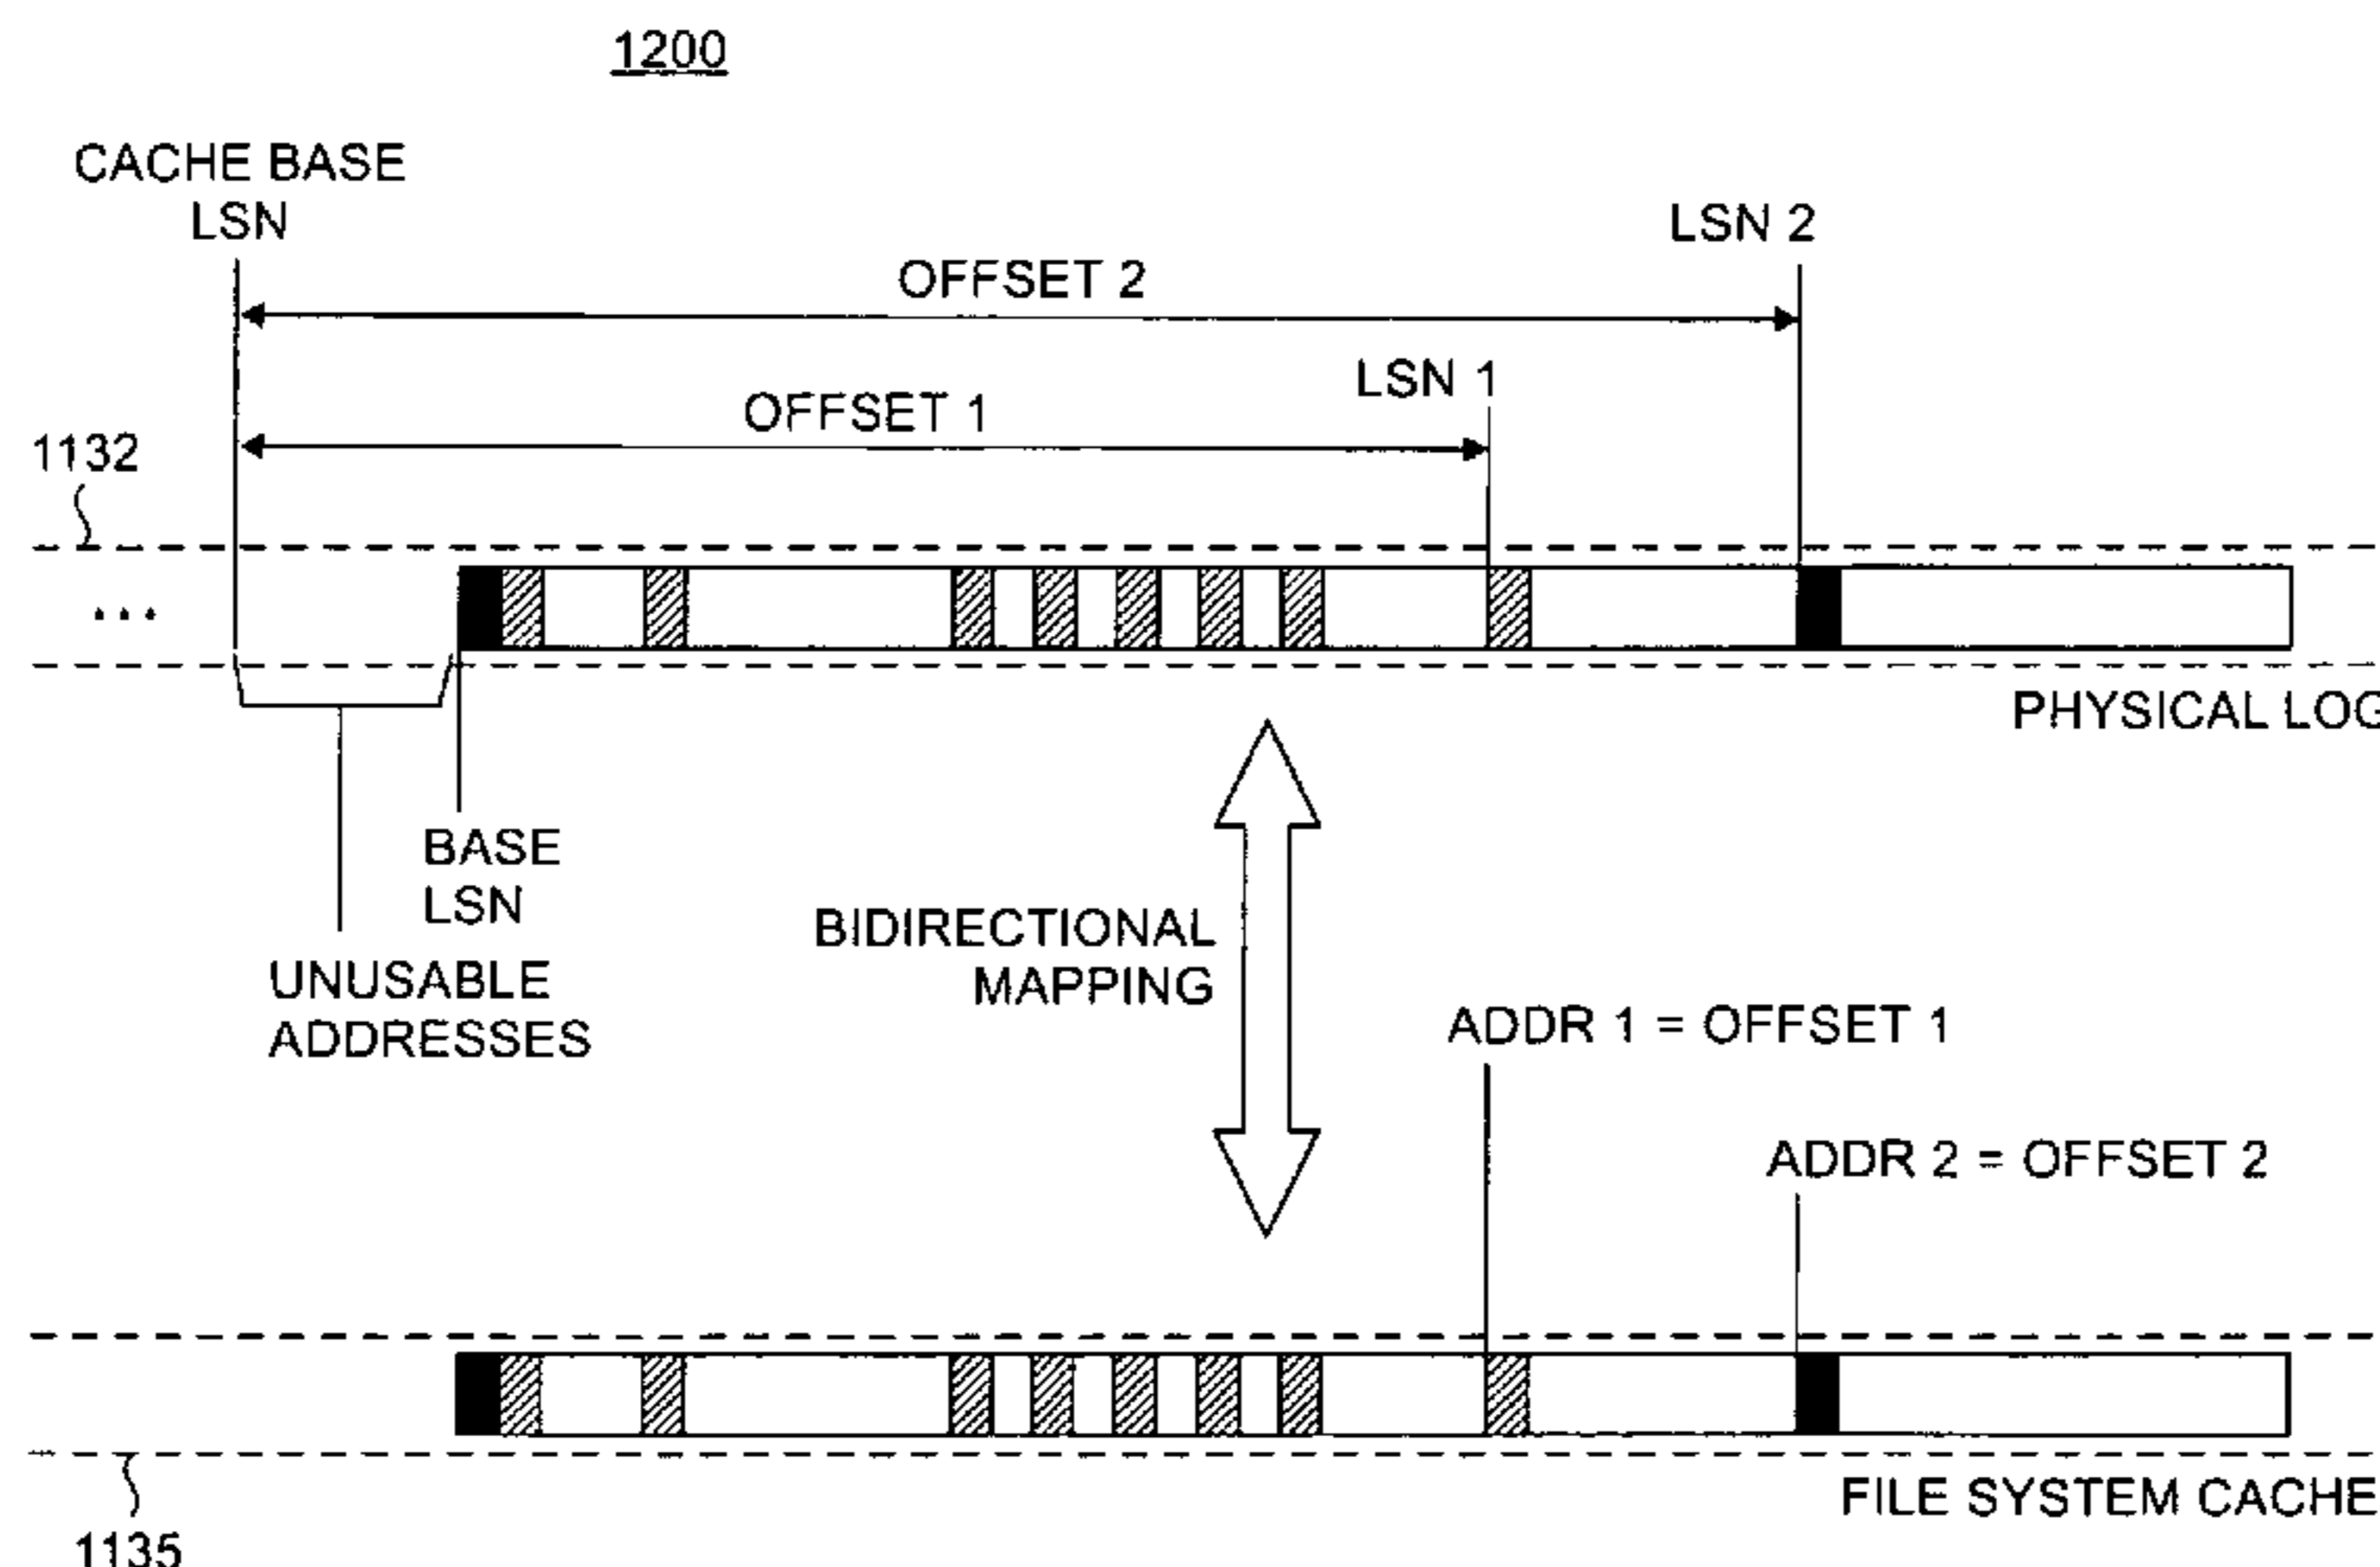 1200
CACHE BASE
LSN
LSN 2
OFFSET 2
LSN 1
OFFSET 1
1132
...
PHYSICAL LOG
BASE
LSN
UNUSABLE
ADDRESSES
BIDIRECTIONAL
MAPPING
ADDR 1 = OFFSET 1
ADDR 2 = OFFSET 2
FILE SYSTEM CACHE
1135